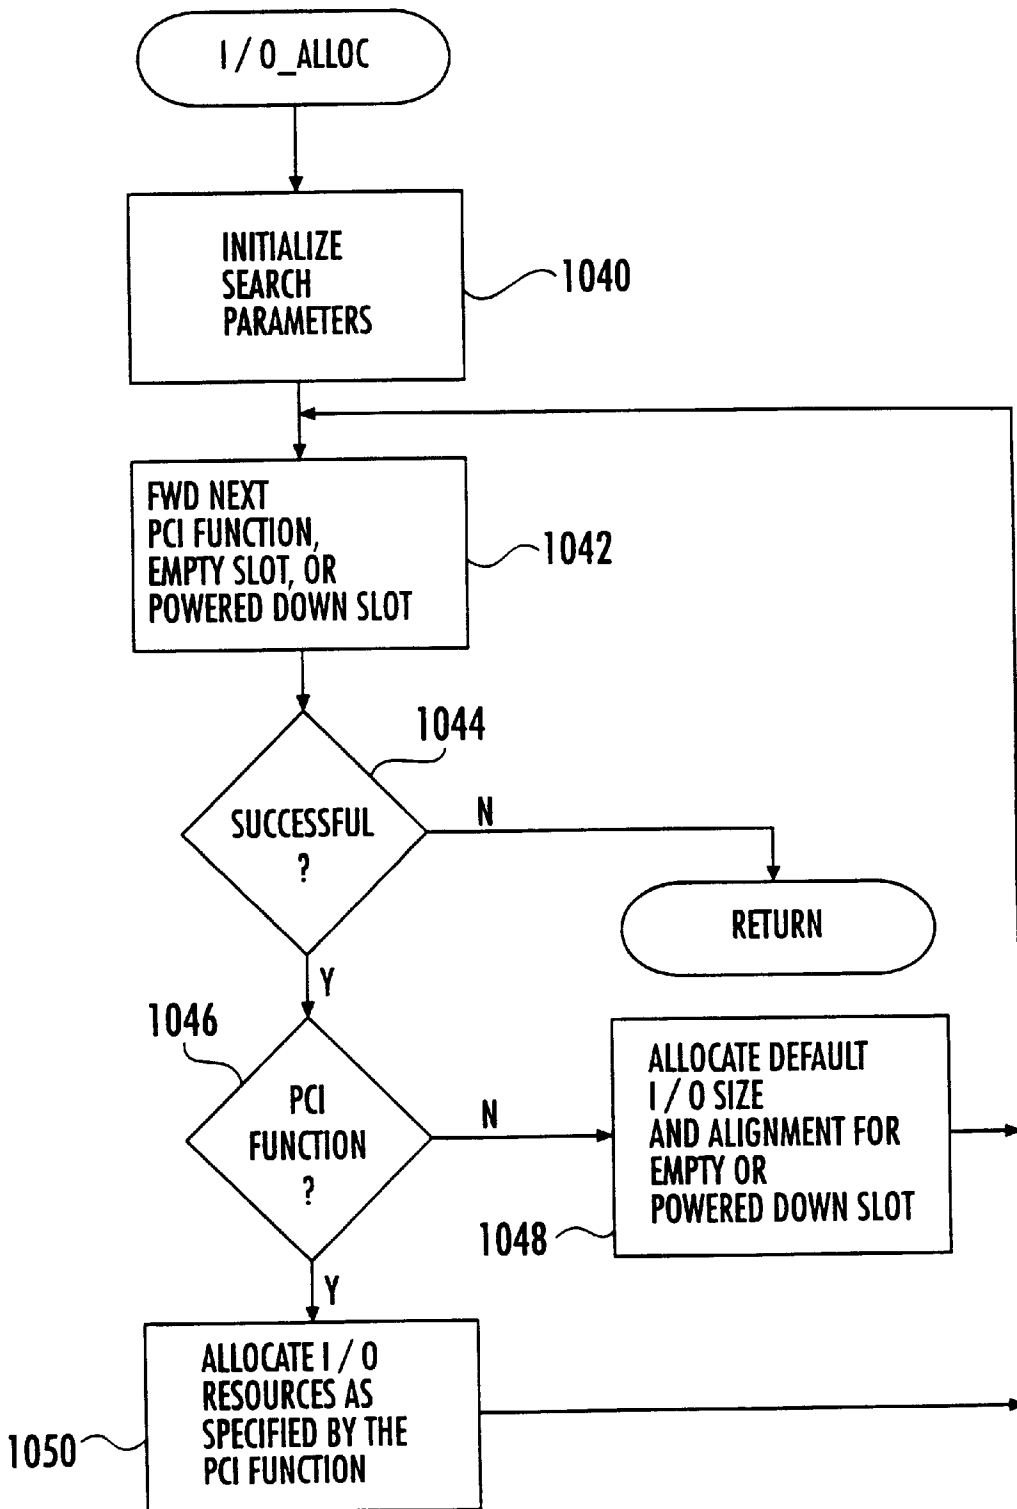 I / O_ALLOC
INITIALIZE
SEARCH
PARAMETERS
1040
FWD NEXT
PCI FUNCTION,
EMPTY SLOT, OR
POWERED DOWN SLOT
1042
1044
SUCCESSFUL
?
N
RETURN
Y
1046
PCI
FUNCTION
?
N
ALLOCATE DEFAULT
I / O SIZE
AND ALIGNMENT FOR
EMPTY OR
POWERED DOWN SLOT
1048
Y
ALLOCATE I / O
RESOURCES AS
SPECIFIED BY THE
PCI FUNCTION
1050